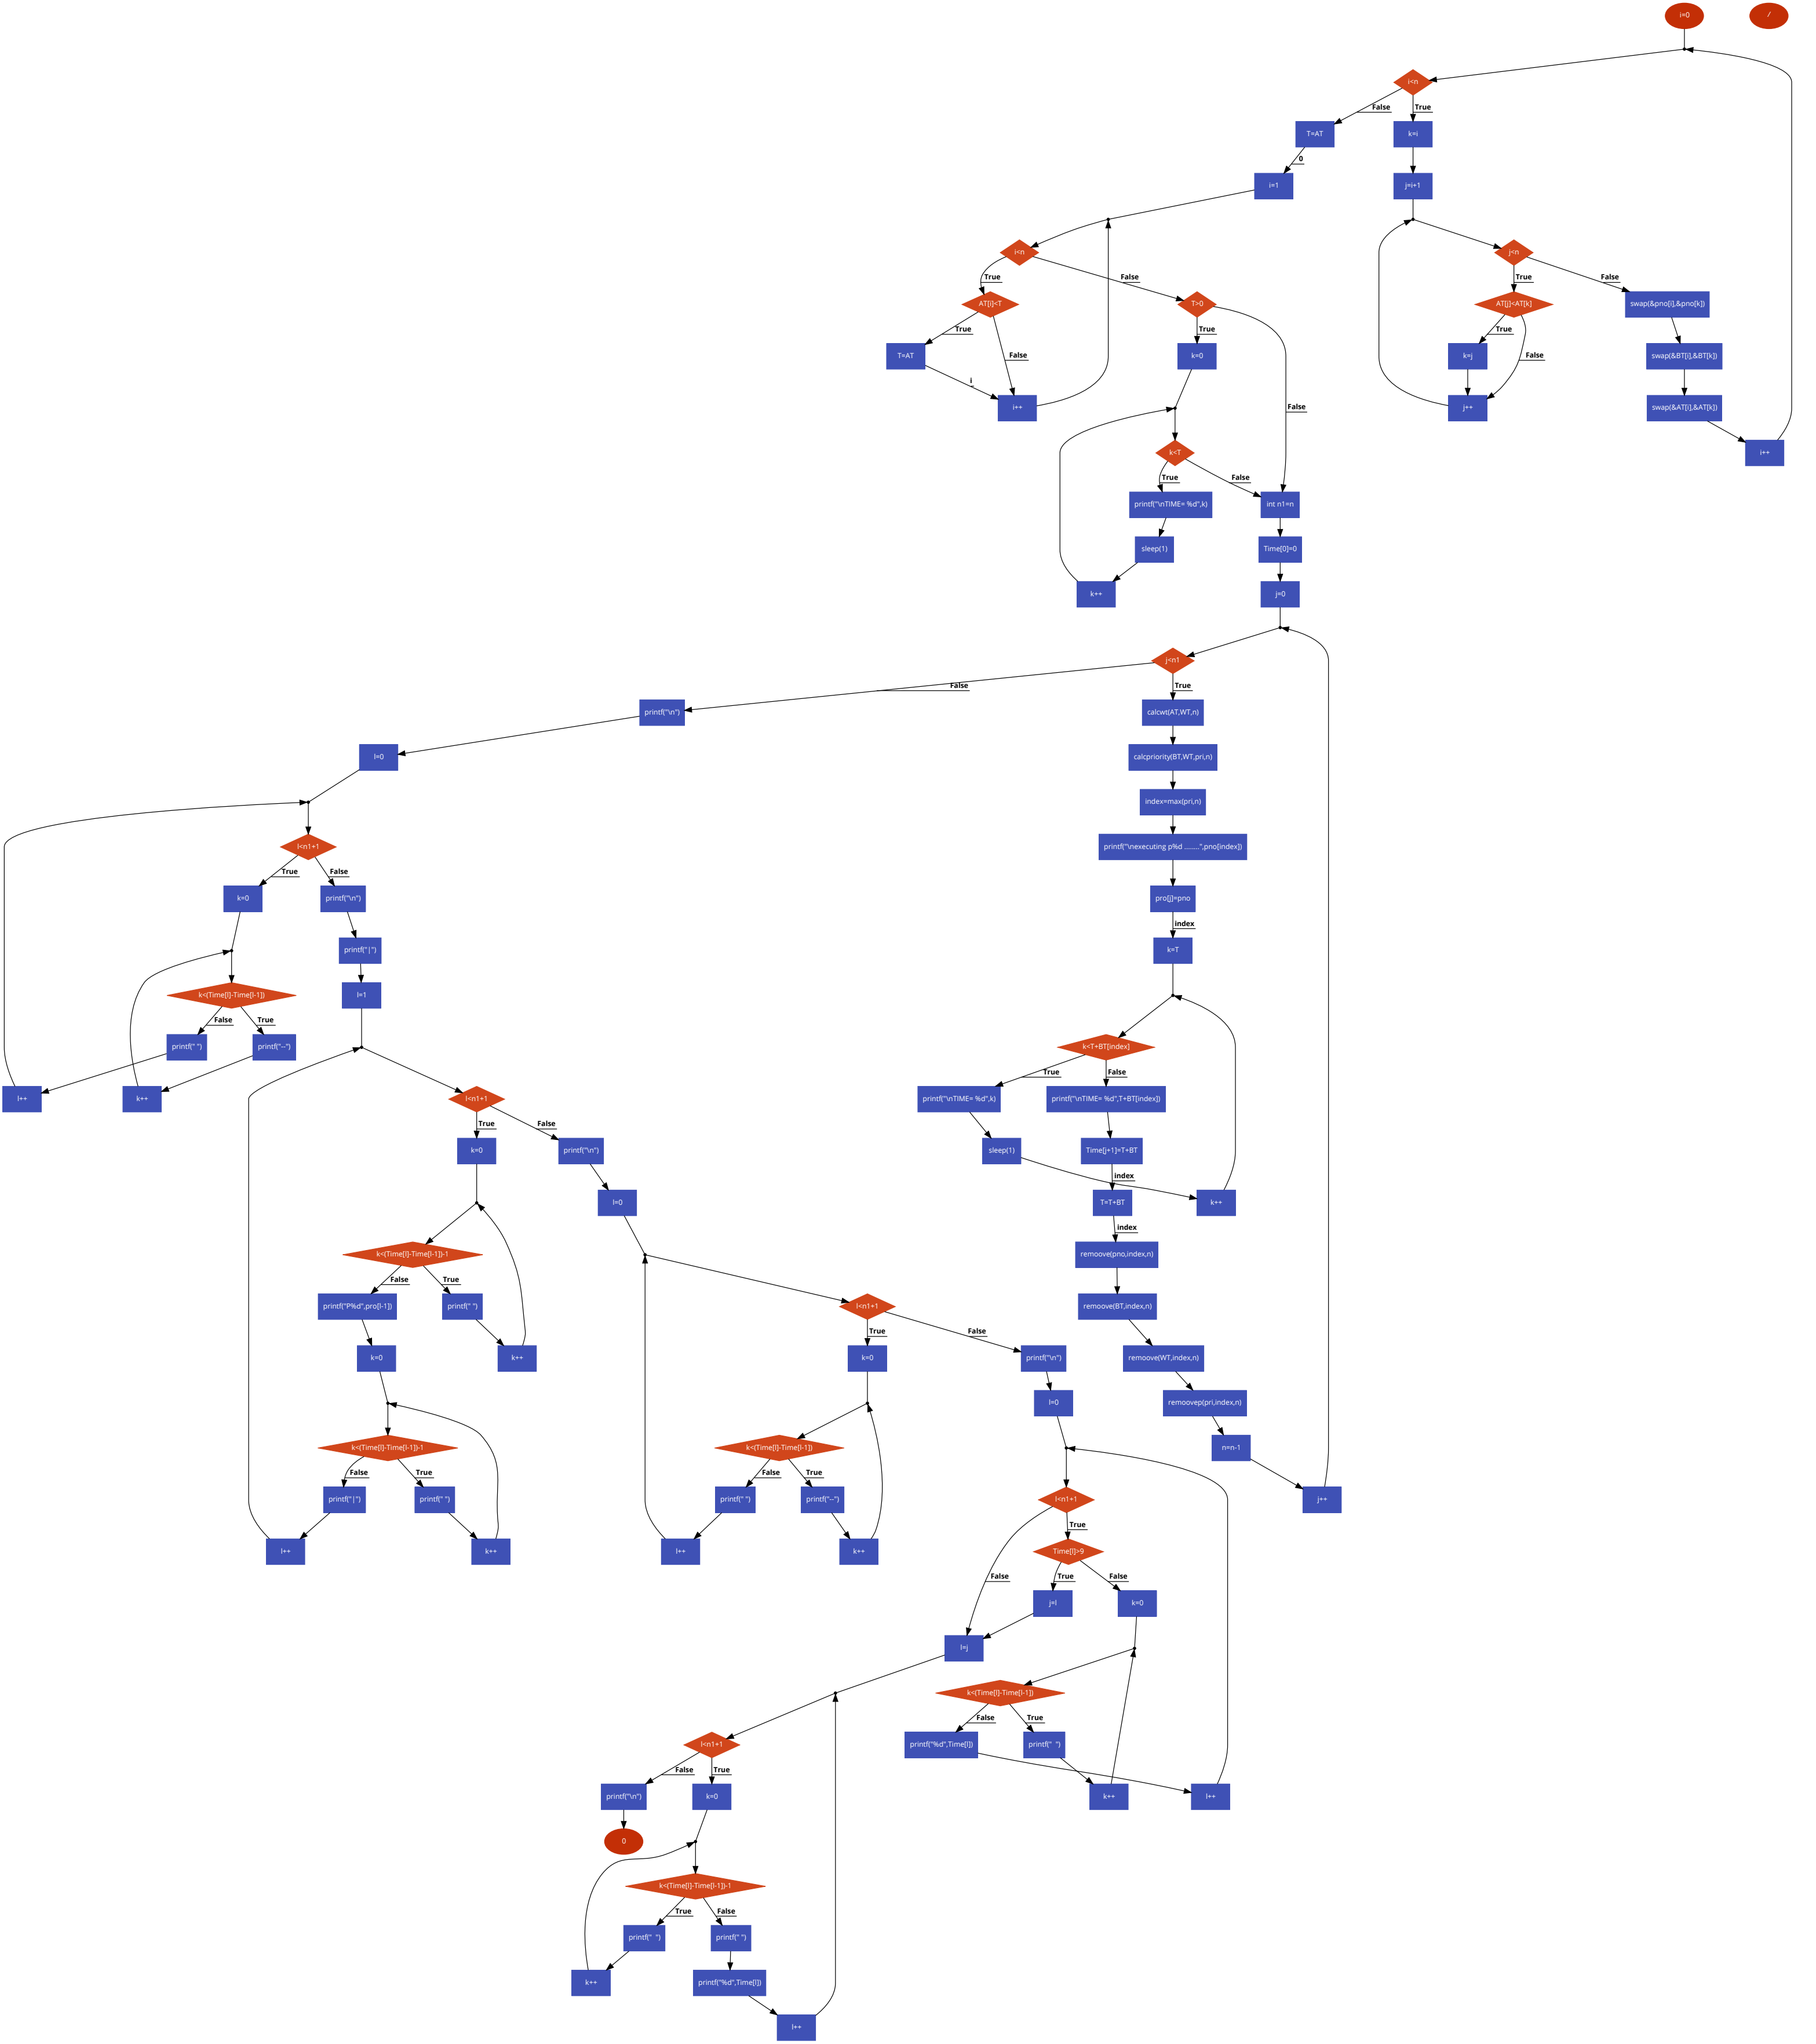 i=0
/
i<n
False
True
T=AT
k=i
0
i=1
j=i+1
i<n
j<n
True
False
True
False
AT[i]<T
T>0
AT[j]<AT[k]
swap(&pno[i],&pno[k])
True
False
True
False
True
False
T=AT
k=0
k=j
swap(&BT[i],&BT[k])
i
i++
j++
swap(&AT[i],&AT[k])
k<T
i++
True
False
printf("\nTIME= %d",k)
int n1=n
sleep(1)
Time[0]=0
k++
j=0
j<n1
False
True
printf("\n")
calcwt(AT,WT,n)
l=0
calcpriority(BT,WT,pri,n)
index=max(pri,n)
l<n1+1
printf("\nexecuting p%d ........",pno[index])
True
False
k=0
printf("\n")
pro[j]=pno
index
printf("|")
k=T
k<(Time[l]-Time[l-1])
l=1
False
True
printf(" ")
printf("--")
k<T+BT[index]
True
False
l++
k++
l<n1+1
printf("\nTIME= %d",k)
printf("\nTIME= %d",T+BT[index])
True
False
k=0
printf("\n")
sleep(1)
Time[j+1]=T+BT
index
l=0
T=T+BT
k++
index
k<(Time[l]-Time[l-1])-1
remoove(pno,index,n)
False
True
printf("P%d",pro[l-1])
printf(" ")
l<n1+1
remoove(BT,index,n)
True
False
k=0
k++
k=0
printf("\n")
remoove(WT,index,n)
l=0
remoovep(pri,index,n)
k<(Time[l]-Time[l-1])-1
k<(Time[l]-Time[l-1])
n=n-1
False
True
False
True
printf("|")
printf(" ")
printf(" ")
printf("--")
l<n1+1
j++
True
l++
k++
l++
k++
Time[l]>9
False
True
False
j=l
k=0
l=j
k<(Time[l]-Time[l-1])
False
True
l<n1+1
printf("%d",Time[l])
printf("  ")
False
True
printf("\n")
k=0
k++
l++
0
k<(Time[l]-Time[l-1])-1
True
False
printf("  ")
printf(" ")
k++
printf("%d",Time[l])
l++